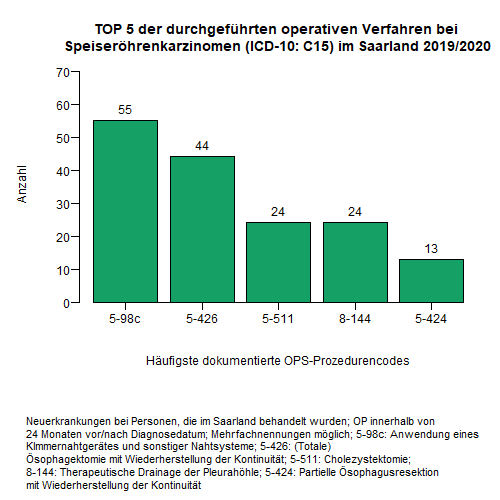 TOP 5 der durchgeführten operativen Verfahren bei
Speiseröhrenkarzinomen (ICD-10: C15) im Saarland 2019/2020
70
60
50
40
30
20
10
0
Anzahl
55
44
24
24
13
5-98c
5-426
5-511
8-144
5-424
Häufigste dokumentierte OPS-Prozedurencodes
Neuerkrankungen bei Personen, die im Saarland behandelt wurden; OP innerhalb von
24 Monaten vor/nach Diagnosedatum; Mehrfachnennungen möglich; 5-98c: Anwendung eines
Klmmernahtgerätes und sonstiger Nahtsysteme; 5-426: (Totale)
Ösophagektomie mit Wiederherstellung der Kontinuität; 5-511: Cholezystektomie;
8-144: Therapeutische Drainage der Pleurahöhle; 5-424: Partielle Ösophagusresektion
mit Wiederherstellung der Kontinuität